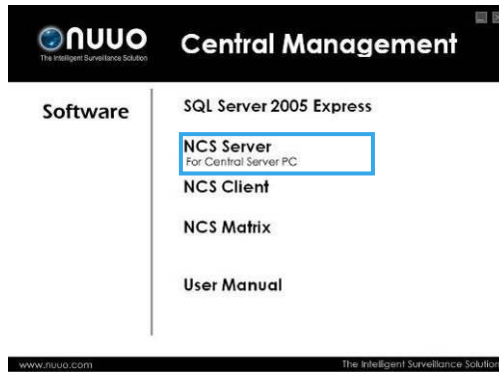 nuuo
The Intelligent Surveillance Solution
Central Management
Software
SQL Server 2005 Express
NCS Server
For Central Server PC
NCS Client
NCS Matrix
User Manual
www.nuuo.com
The Intelligent Surveillance Solution